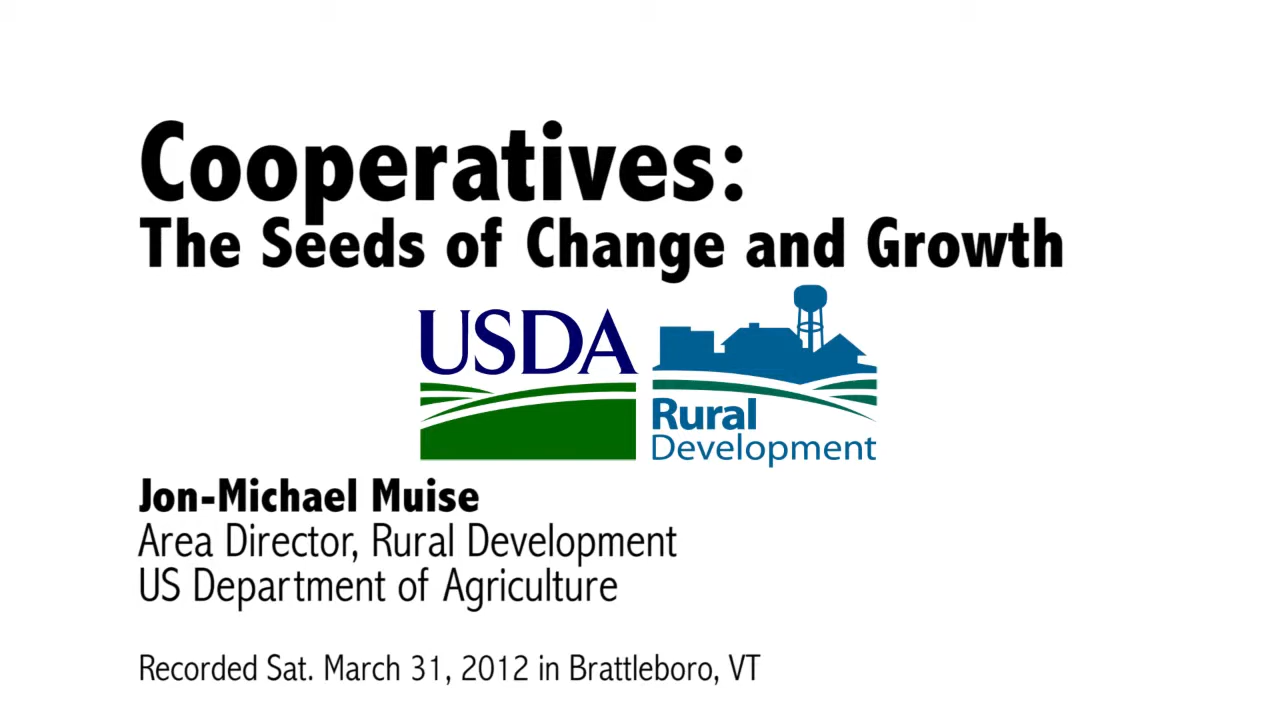 Cooperatives:
The Seeds of Change and Growth
USDA
Rural
Development
Jon-Michael Muise
Area Director, Rural Development
US Department of Agriculture
Recorded Sat. March 31, 2012 in Brattleboro, VT